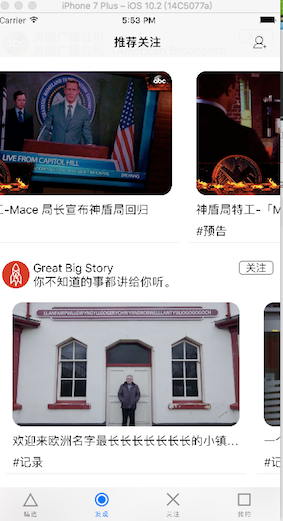 iPhone 7 Plus – iOS 10.2 (14C5077a)
Carrier
5:53 PM
推荐关注
abc
LIVE FROM CAPITOL HILL
工-Mace 局长宣布神盾局回归
神盾局特工-「M
#预告
Great Big Story
关注
你不知道的事都讲给你听。
欢迎来欧洲名字最长长长长长长长的小镇...
一个
#记录
#记
精选
发现
关注
我的